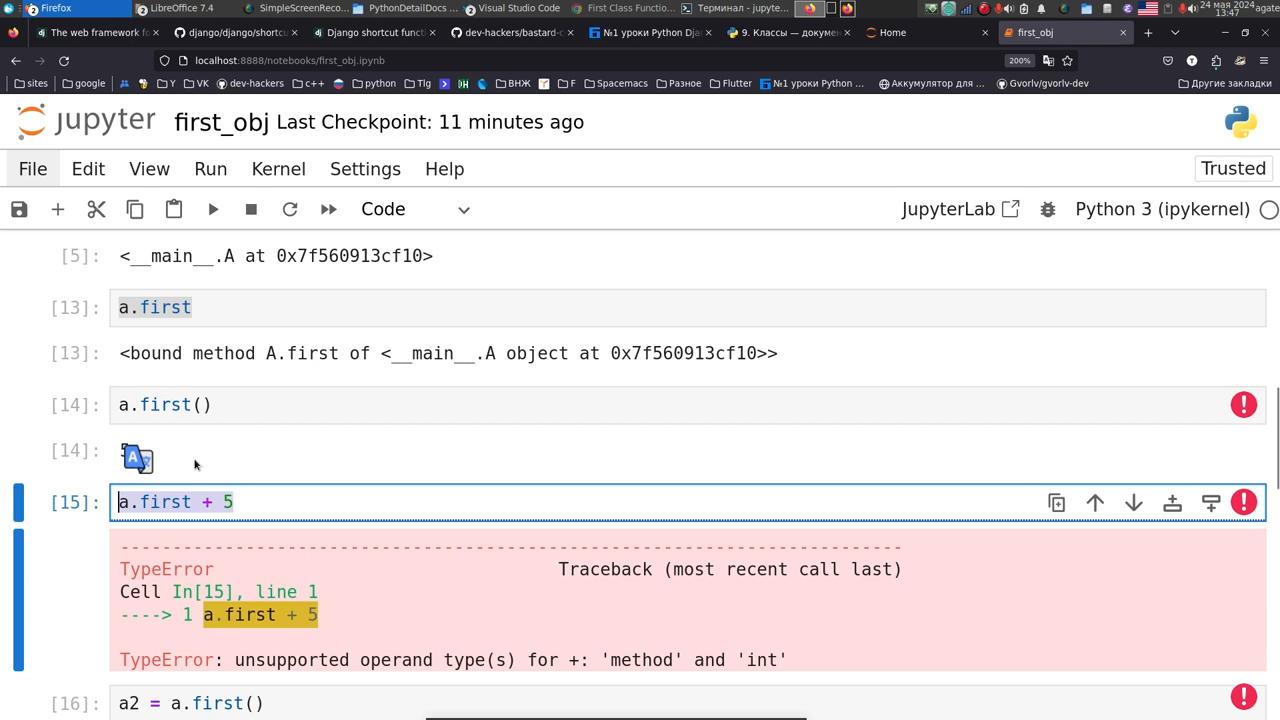 Firefox
LibreOffice 7.4
SimpleScreenReco...
PythonDetailDocs ...
Visual Studio Code
First Class Functio...
Терминал - jupyte...
24 мая 2024
13:47
agate
The web framework fo
django/django/shortcu
Django shortcut funct
dev-hackers/bastard-c
№1 уроки Python Dja
9. Классы — докумен
Home
first_obj
localhost:8888/notebooks/first_obj.ipynb
200%
sites
google
Y
VK
dev-hackers
c++
python
Tlg
ВНЖ
F
Spacemacs
Разное
Flutter
№1 уроки Python ...
Аккумулятор для ...
Gvorlv/gvorlv-dev
Другие закладки
jupyter
first_obj Last Checkpoint: 11 minutes ago
File Edit View Run Kernel Settings Help
Trusted
Code
JupyterLab
Python 3 (ipykernel)
[5]: <__main__.A at 0x7f560913cf10>
[13]: a.first
[13]: <bound method A.first of <__main__.A object at 0x7f560913cf10>>
[14]: a.first()
[14]:
[15]: a.first + 5
---------------------------------------------------------------------------
TypeError Traceback (most recent call last)
Cell In[15], line 1
----> 1 a.first + 5
TypeError: unsupported operand type(s) for +: 'method' and 'int'
[16]: a2 = a.first()